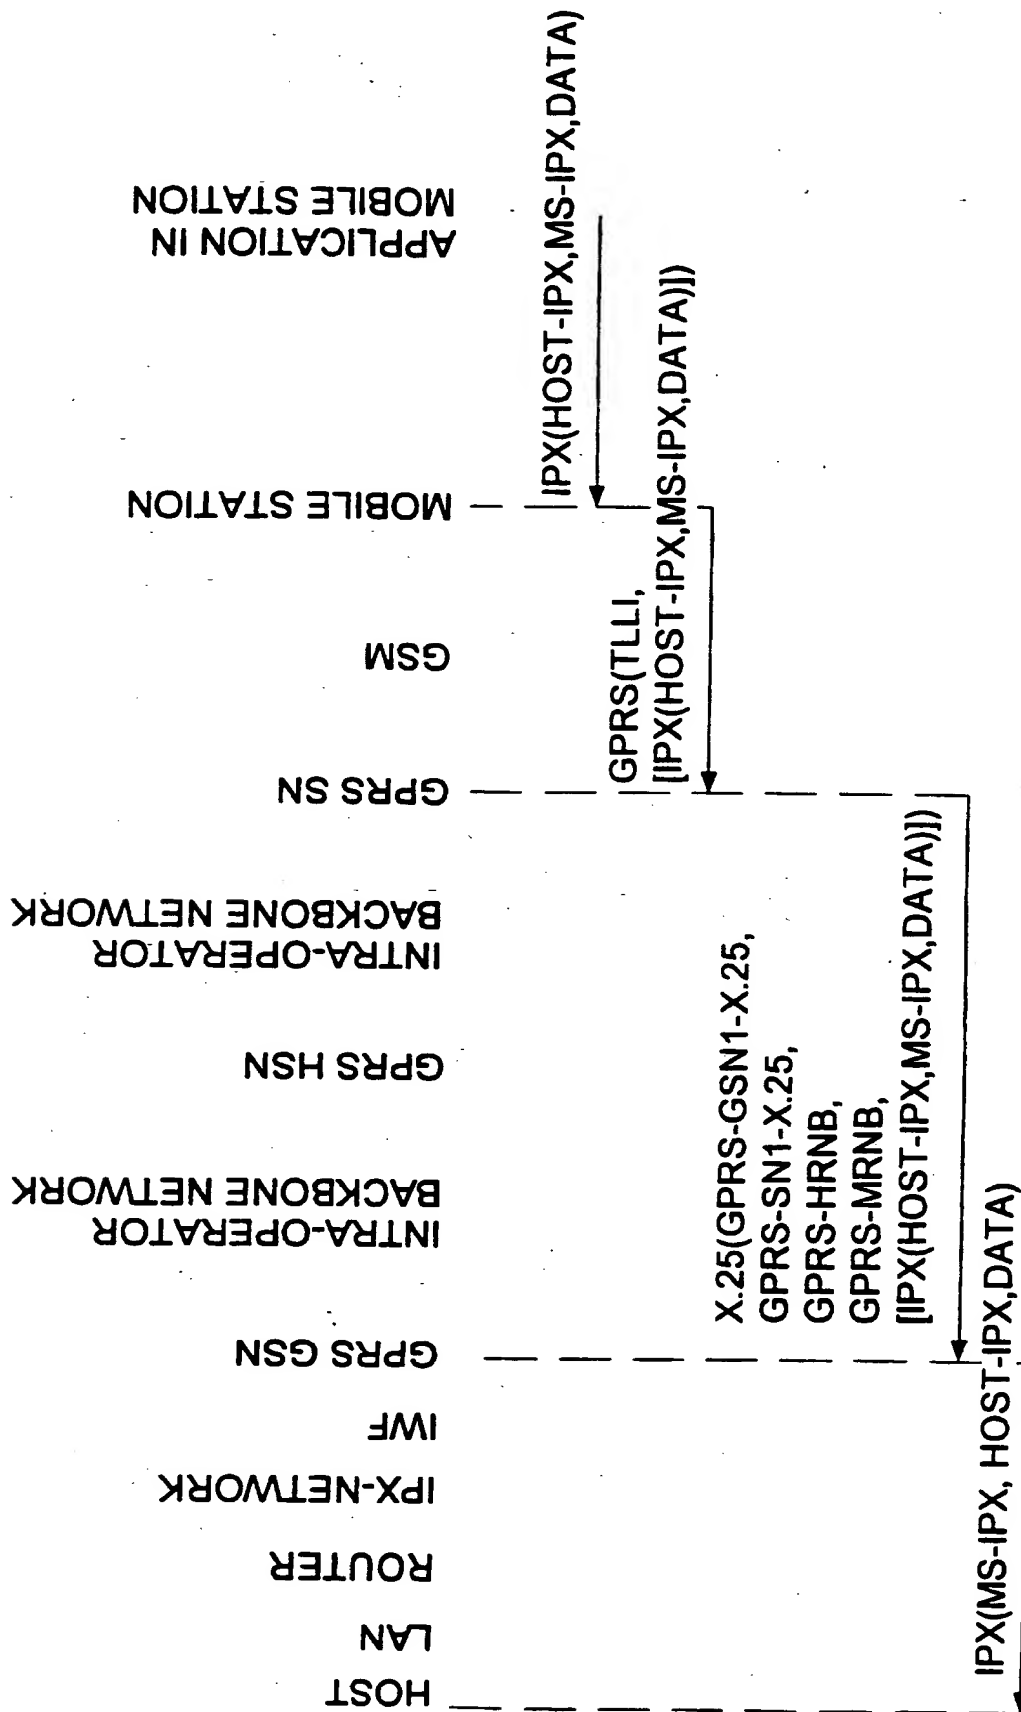 APPLICATION IN
MOBILE STATION
MOBILE STATION
GSM
GPRS SN
INTRA-OPERATOR
BACKBONE NETWORK
GPRS HSN
INTRA-OPERATOR
BACKBONE NETWORK
GPRS GSN
IWF
IPX-NETWORK
ROUTER
LAN
HOST
IPX(HOST-IPX,MS-IPX,DATA)
GPRS(TLLI,
[IPX(HOST-IPX,MS-IPX,DATA)])
X.25(GPRS-GSN1-X.25,
GPRS-SN1-X.25,
GPRS-HRNB,
GPRS-MRNB,
[IPX(HOST-IPX,MS-IPX,DATA)])
IPX(MS-IPX, HOST-IPX,DATA)